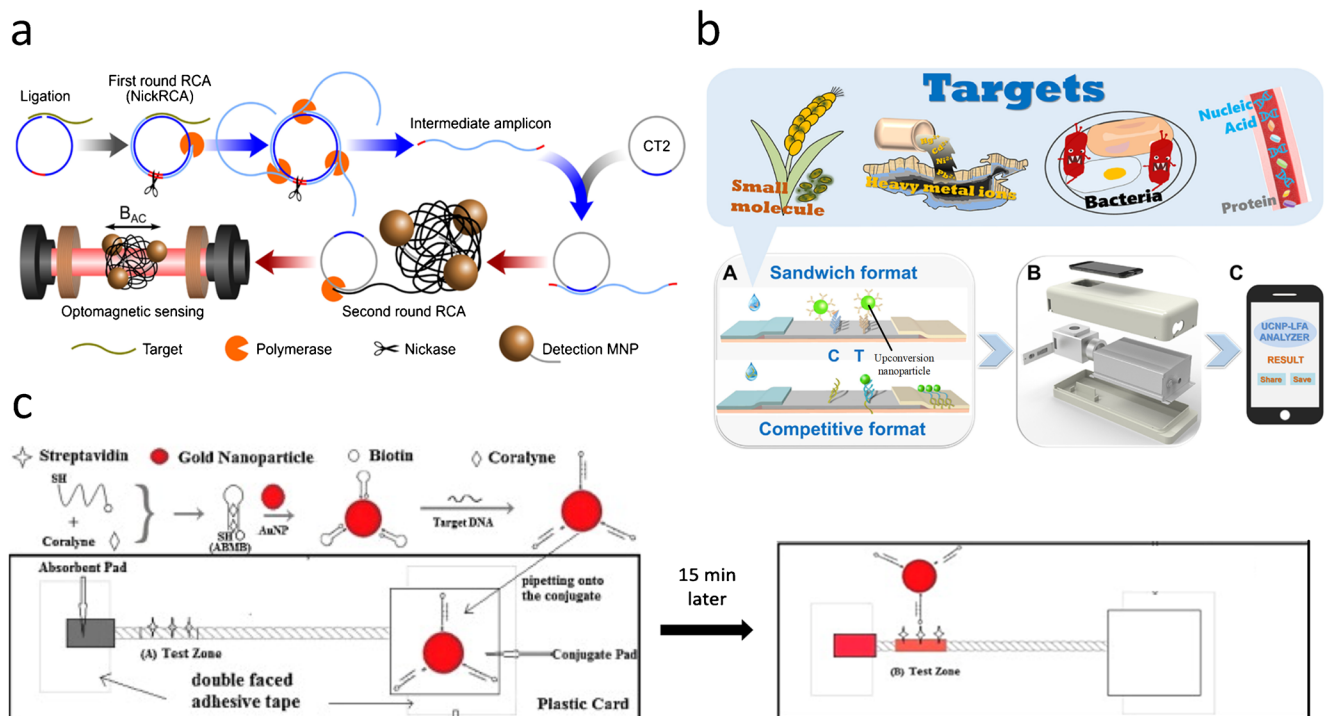 a
Ligation
First round RCA
(NickRCA)
Intermediate amplicon
CT2
BAC
Optomagnetic sensing
Second round RCA
Target
Polymerase
Nickase
Detection MNP
b
Targets
Small
molecule
Heavy metal ions
Bacteria
Nucleic
Acid
Protein
A
Sandwich format
C T
Upconversion
nanoparticle
Competitive format
B
C
UCNP-LFA
ANALYZER
RESULT
Share
Save
c
Streptavidin
Gold Nanoparticle
Biotin
Coralyne
SH
+
Coralyne
SH
(ABMB)
AuNP
Target DNA
Absorbent Pad
pipetting onto
the conjugate
(A) Test Zone
Conjugate Pad
double faced
adhesive tape
Plastic Card
15 min
later
(B) Test Zone